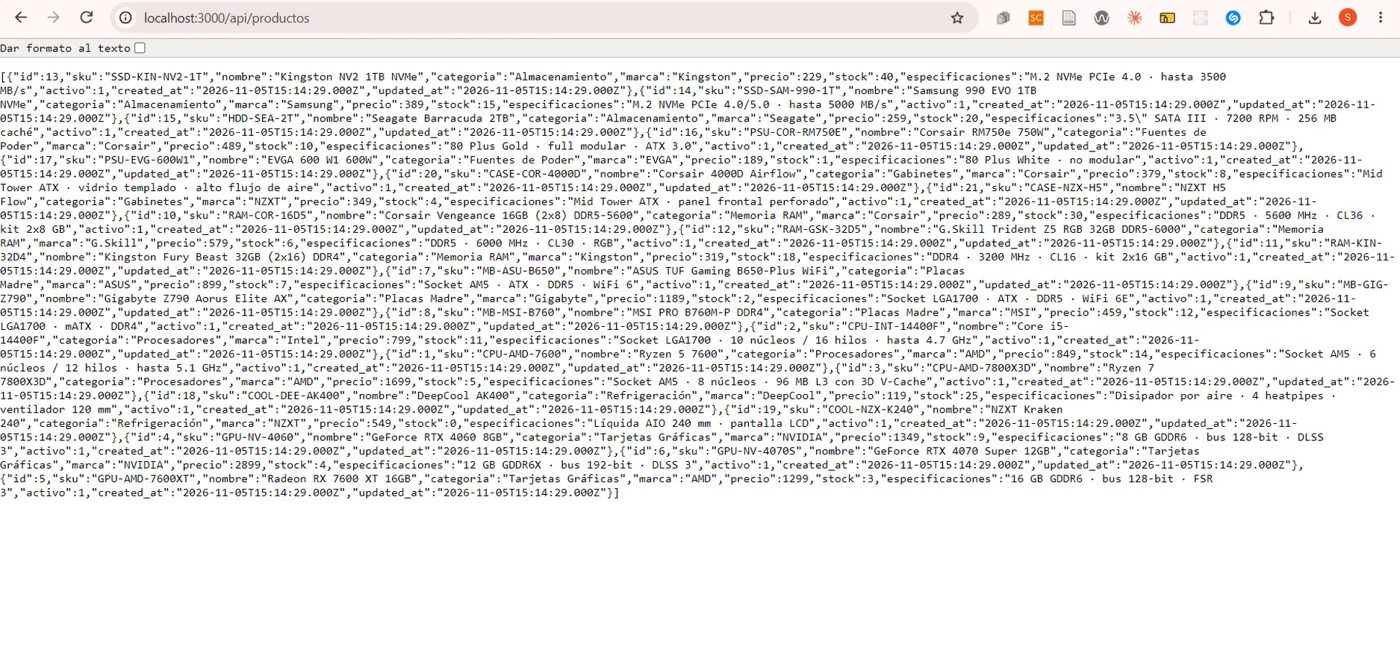 localhost:3000/api/productos
SC
S
Dar formato al texto
[{"id":13,"sku":"SSD-KIN-NV2-1T","nombre":"Kingston NV2 1TB NVMe","categoria":"Almacenamiento","marca":"Kingston","precio":229,"stock":40,"especificaciones":"M.2 NVMe PCIe 4.0 · hasta 3500
MB/s","activo":1,"created_at":"2026-11-05T15:14:29.000Z","updated_at":"2026-11-05T15:14:29.000Z"},{"id":14,"sku":"SSD-SAM-990-1T","nombre":"Samsung 990 EVO 1TB
NVMe","categoria":"Almacenamiento","marca":"Samsung","precio":389,"stock":15,"especificaciones":"M.2 NVMe PCIe 4.0/5.0 · hasta 5000 MB/s","activo":1,"created_at":"2026-11-05T15:14:29.000Z","updated_at":"2026-11-
05T15:14:29.000Z"},{"id":15,"sku":"HDD-SEA-2T","nombre":"Seagate Barracuda 2TB","categoria":"Almacenamiento","marca":"Seagate","precio":259,"stock":20,"especificaciones":"3.5\" SATA III · 7200 RPM · 256 MB
caché","activo":1,"created_at":"2026-11-05T15:14:29.000Z","updated_at":"2026-11-05T15:14:29.000Z"},{"id":16,"sku":"PSU-COR-RM750E","nombre":"Corsair RM750e 750W","categoria":"Fuentes de
Poder","marca":"Corsair","precio":489,"stock":10,"especificaciones":"80 Plus Gold · full modular · ATX 3.0","activo":1,"created_at":"2026-11-05T15:14:29.000Z","updated_at":"2026-11-05T15:14:29.000Z"},
{"id":17,"sku":"PSU-EVG-600W1","nombre":"EVGA 600 W1 600W","categoria":"Fuentes de Poder","marca":"EVGA","precio":189,"stock":1,"especificaciones":"80 Plus White · no modular","activo":1,"created_at":"2026-11-05T15:14:29.000Z","updated_at":"2026-11-
05T15:14:29.000Z"},{"id":20,"sku":"CASE-COR-4000D","nombre":"Corsair 4000D Airflow","categoria":"Gabinetes","marca":"Corsair","precio":379,"stock":8,"especificaciones":"Mid
Tower ATX · vidrio templado · alto flujo de aire","activo":1,"created_at":"2026-11-05T15:14:29.000Z","updated_at":"2026-11-05T15:14:29.000Z"},{"id":21,"sku":"CASE-NZX-H5","nombre":"NZXT H5
Flow","categoria":"Gabinetes","marca":"NZXT","precio":349,"stock":4,"especificaciones":"Mid Tower ATX · panel frontal perforado","activo":1,"created_at":"2026-11-05T15:14:29.000Z","updated_at":"2026-11-
05T15:14:29.000Z"},{"id":10,"sku":"RAM-COR-16D5","nombre":"Corsair Vengeance 16GB (2x8) DDR5-5600","categoria":"Memoria RAM","marca":"Corsair","precio":289,"stock":30,"especificaciones":"DDR5 · 5600 MHz · CL36 ·
kit 2x8 GB","activo":1,"created_at":"2026-11-05T15:14:29.000Z","updated_at":"2026-11-05T15:14:29.000Z"},{"id":12,"sku":"RAM-GSK-32D5","nombre":"G.Skill Trident Z5 RGB 32GB DDR5-6000","categoria":"Memoria
RAM","marca":"G.Skill","precio":579,"stock":6,"especificaciones":"DDR5 · 6000 MHz · CL30 · RGB","activo":1,"created_at":"2026-11-05T15:14:29.000Z","updated_at":"2026-11-05T15:14:29.000Z"},{"id":11,"sku":"RAM-KIN-
32D4","nombre":"Kingston Fury Beast 32GB (2x16) DDR4","categoria":"Memoria RAM","marca":"Kingston","precio":319,"stock":18,"especificaciones":"DDR4 · 3200 MHz · CL16 · kit 2x16 GB","activo":1,"created_at":"2026-11-05T15:14:29.000Z","updated_at":"2026-11-
05T15:14:29.000Z"},{"id":7,"sku":"MB-ASU-B650","nombre":"ASUS TUF Gaming B650-Plus WiFi","categoria":"Placas
Madre","marca":"ASUS","precio":899,"stock":7,"especificaciones":"Socket AM5 · ATX · DDR5 · WiFi 6","activo":1,"created_at":"2026-11-05T15:14:29.000Z","updated_at":"2026-11-05T15:14:29.000Z"},{"id":9,"sku":"MB-GIG-
Z790","nombre":"Gigabyte Z790 Aorus Elite AX","categoria":"Placas Madre","marca":"Gigabyte","precio":1189,"stock":2,"especificaciones":"Socket LGA1700 · ATX · DDR5 · WiFi 6E","activo":1,"created_at":"2026-11-05T15:14:29.000Z","updated_at":"2026-11-
05T15:14:29.000Z"},{"id":8,"sku":"MB-MSI-B760","nombre":"MSI PRO B760M-P DDR4","categoria":"Placas Madre","marca":"MSI","precio":459,"stock":12,"especificaciones":"Socket
LGA1700 · mATX · DDR4","activo":1,"created_at":"2026-11-05T15:14:29.000Z","updated_at":"2026-11-05T15:14:29.000Z"},{"id":2,"sku":"CPU-INT-14400F","nombre":"Core i5-
14400F","categoria":"Procesadores","marca":"Intel","precio":799,"stock":11,"especificaciones":"Socket LGA1700 · 10 núcleos / 16 hilos · hasta 4.7 GHz","activo":1,"created_at":"2026-11-
05T15:14:29.000Z","updated_at":"2026-11-05T15:14:29.000Z"},{"id":1,"sku":"CPU-AMD-7600","nombre":"Ryzen 5 7600","categoria":"Procesadores","marca":"AMD","precio":849,"stock":14,"especificaciones":"Socket AM5 · 6
núcleos / 12 hilos · hasta 5.1 GHz","activo":1,"created_at":"2026-11-05T15:14:29.000Z","updated_at":"2026-11-05T15:14:29.000Z"},{"id":3,"sku":"CPU-AMD-7800X3D","nombre":"Ryzen 7
7800X3D","categoria":"Procesadores","marca":"AMD","precio":1699,"stock":5,"especificaciones":"Socket AM5 · 8 núcleos · 96 MB L3 con 3D V-Cache","activo":1,"created_at":"2026-11-05T15:14:29.000Z","updated_at":"2026-
11-05T15:14:29.000Z"},{"id":18,"sku":"COOL-DEE-AK400","nombre":"DeepCool AK400","categoria":"Refrigeración","marca":"DeepCool","precio":119,"stock":25,"especificaciones":"Disipador por aire · 4 heatpipes ·
ventilador 120 mm","activo":1,"created_at":"2026-11-05T15:14:29.000Z","updated_at":"2026-11-05T15:14:29.000Z"},{"id":19,"sku":"COOL-NZX-K240","nombre":"NZXT Kraken
240","categoria":"Refrigeración","marca":"NZXT","precio":549,"stock":0,"especificaciones":"Líquida AIO 240 mm · pantalla LCD","activo":1,"created_at":"2026-11-05T15:14:29.000Z","updated_at":"2026-11-
05T15:14:29.000Z"},{"id":4,"sku":"GPU-NV-4060","nombre":"GeForce RTX 4060 8GB","categoria":"Tarjetas Gráficas","marca":"NVIDIA","precio":1349,"stock":9,"especificaciones":"8 GB GDDR6 · bus 128-bit · DLSS
3","activo":1,"created_at":"2026-11-05T15:14:29.000Z","updated_at":"2026-11-05T15:14:29.000Z"},{"id":6,"sku":"GPU-NV-4070S","nombre":"GeForce RTX 4070 Super 12GB","categoria":"Tarjetas
Gráficas","marca":"NVIDIA","precio":2899,"stock":4,"especificaciones":"12 GB GDDR6X · bus 192-bit · DLSS 3","activo":1,"created_at":"2026-11-05T15:14:29.000Z","updated_at":"2026-11-05T15:14:29.000Z"},
{"id":5,"sku":"GPU-AMD-7600XT","nombre":"Radeon RX 7600 XT 16GB","categoria":"Tarjetas Gráficas","marca":"AMD","precio":1299,"stock":3,"especificaciones":"16 GB GDDR6 · bus 128-bit · FSR
3","activo":1,"created_at":"2026-11-05T15:14:29.000Z","updated_at":"2026-11-05T15:14:29.000Z"}]